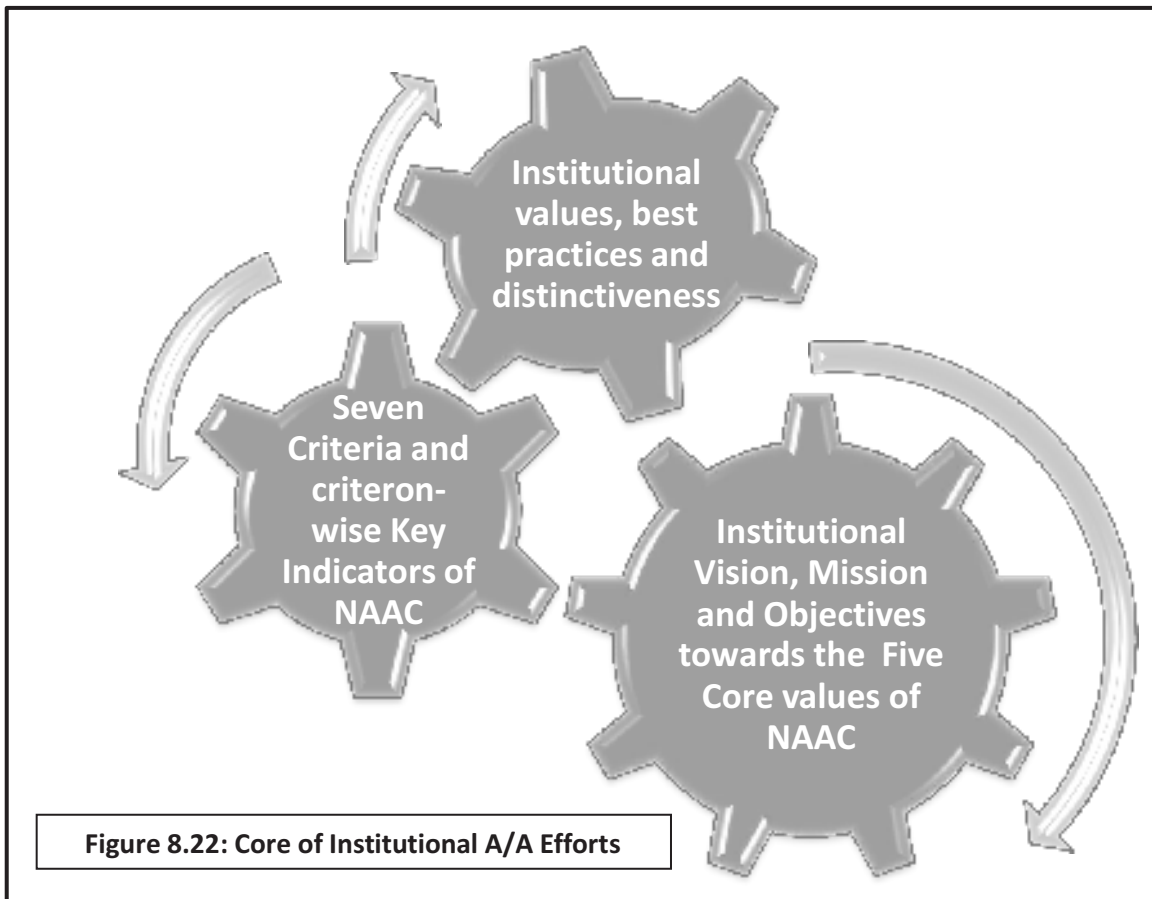 Institutional
values, best
practices and
distinctiveness
Seven
Criteria and
criteron-
wise Key
Indicators of
NAAC
Institutional
Vision, Mission
and Objectives
towards the Five
Core values of
NAAC
Figure 8.22: Core of Institutional A/A Efforts